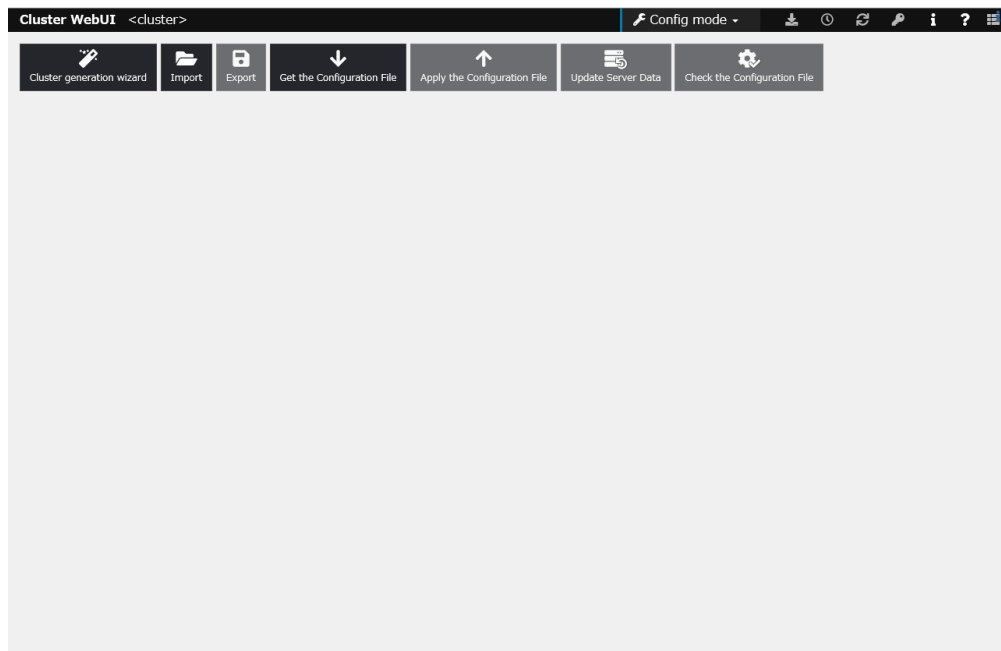 Cluster WebUI <cluster> Config mode
Cluster generation wizard Import Export Get the Configuration File Apply the Configuration File Update Server Data Check the Configuration File